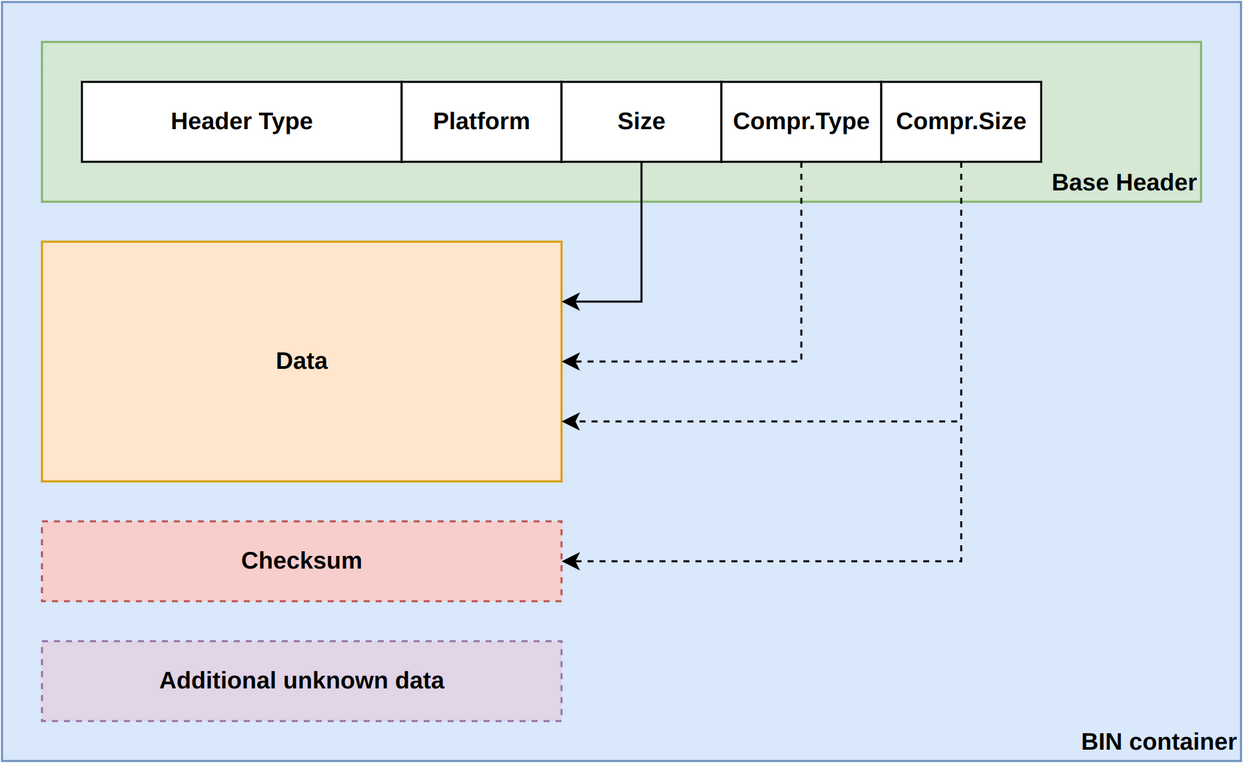 Header Type
Platform
Size
Compr.Type
Compr.Size
Base Header
Data
Checksum
Additional unknown data
BIN container